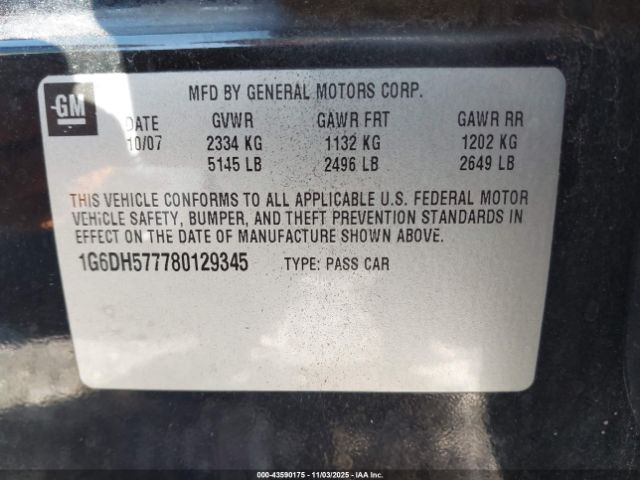 GM
MFD BY GENERAL MOTORS CORP.
DATE GVWR GAWR FRT GAWR RR
10/07 2334 KG 1132 KG 1202 KG
5145 LB 2496 LB 2649 LB
THIS VEHICLE CONFORMS TO ALL APPLICABLE U.S. FEDERAL MOTOR
VEHICLE SAFETY, BUMPER, AND THEFT PREVENTION STANDARDS IN
EFFECT ON THE DATE OF MANUFACTURE SHOWN ABOVE.
1G6DH577780129345 TYPE: PASS CAR
000-43590175 - 11/03/2025 - IAAHC